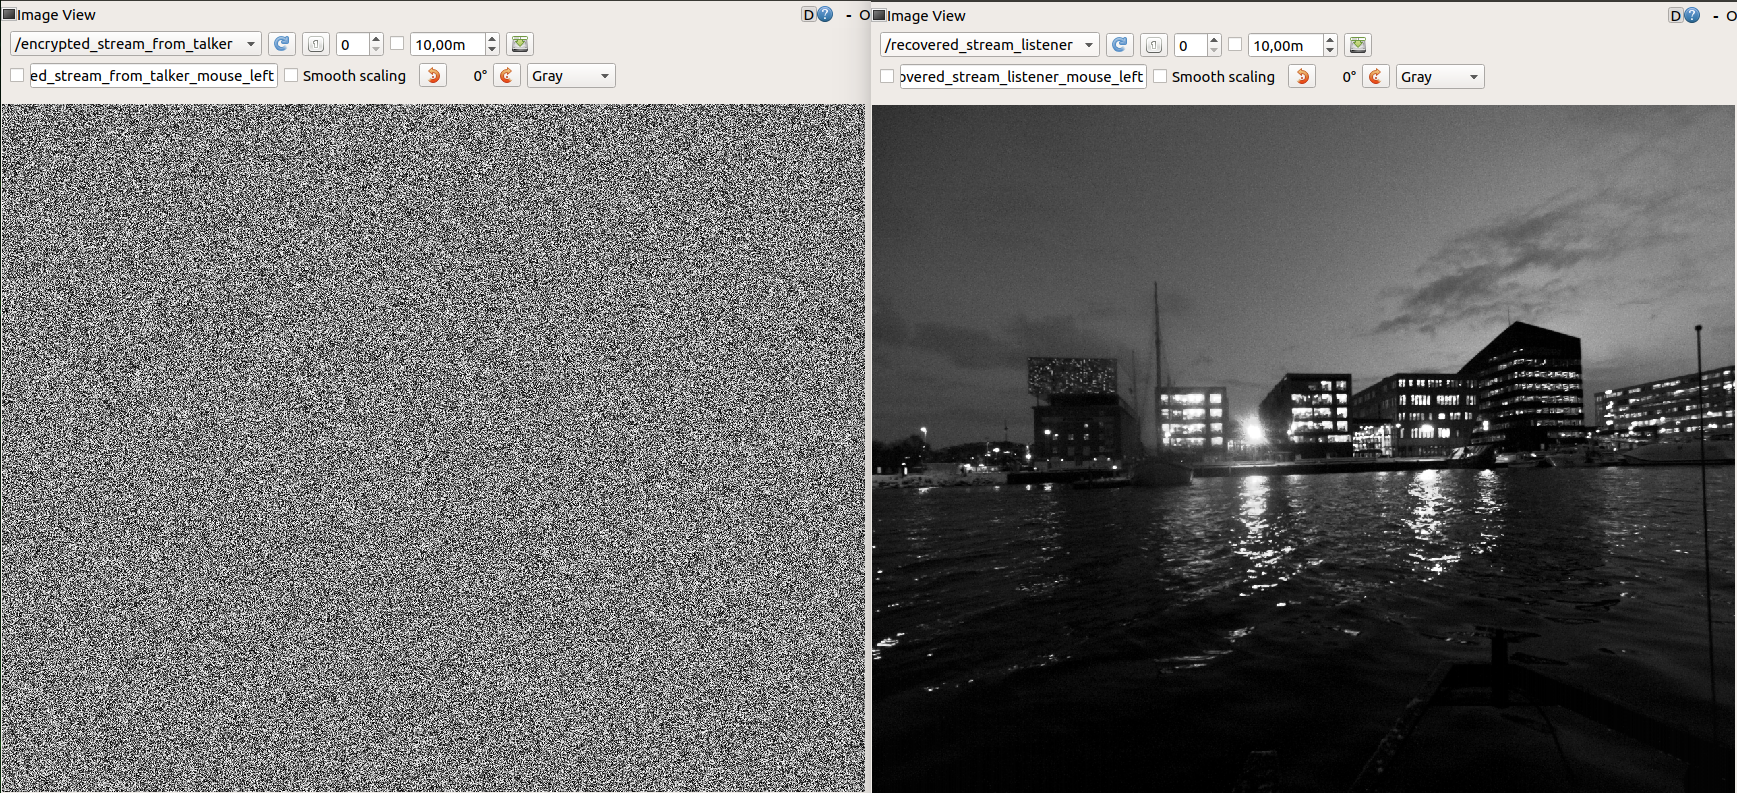 Image View
D ? - O
/encrypted_stream_from_talker 0 10,00m
ed_stream_from_talker_mouse_left Smooth scaling 0° Gray
Image View
D ? - O
/recovered_stream_listener 0 10,00m
overed_stream_listener_mouse_left Smooth scaling 0° Gray